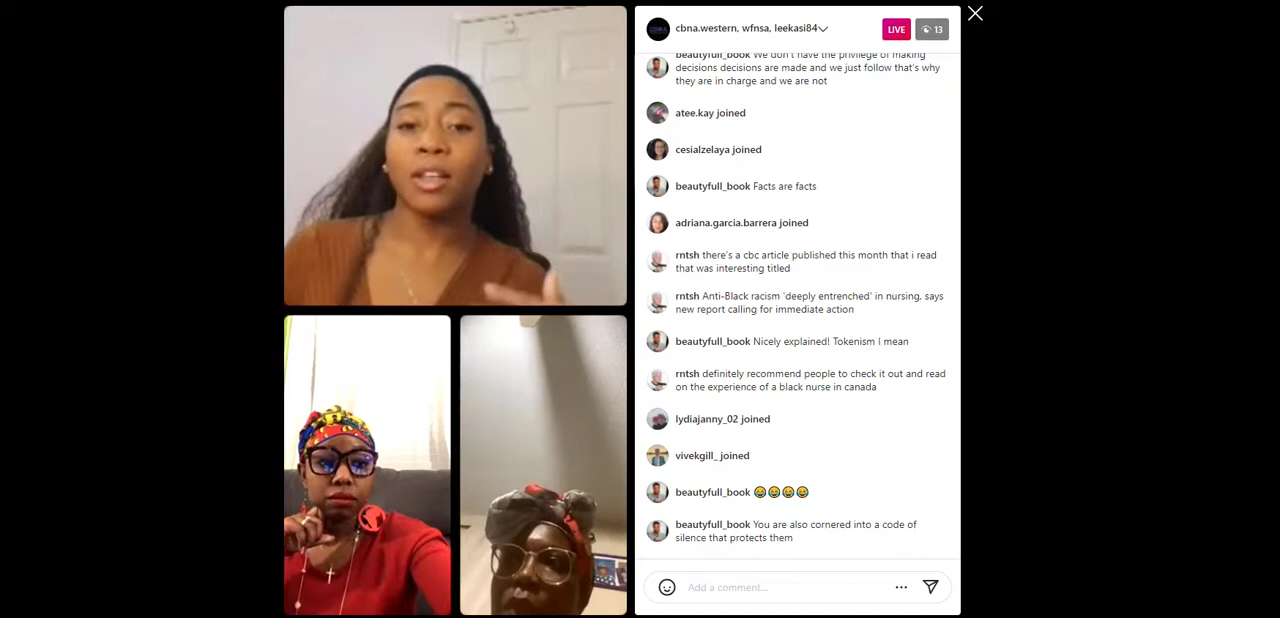 cbna.western, wfnsa, leekasi84
LIVE
13
beautyfull_book We don't have the privilege of making
decisions decisions are made and we just follow that's why
they are in charge and we are not
atee.kay joined
cesialzelaya joined
beautyfull_book Facts are facts
adriana.garcia.barrera joined
rntsh there's a cbc article published this month that i read
that was interesting titled
rntsh Anti-Black racism 'deeply entrenched' in nursing, says
new report calling for immediate action
beautyfull_book Nicely explained! Tokenism I mean
rntsh definitely recommend people to check it out and read
on the experience of a black nurse in canada
lydiajanny_02 joined
vivekgill_ joined
beautyfull_book 😂😂😂😂
beautyfull_book You are also cornered into a code of
silence that protects them
Add a comment...